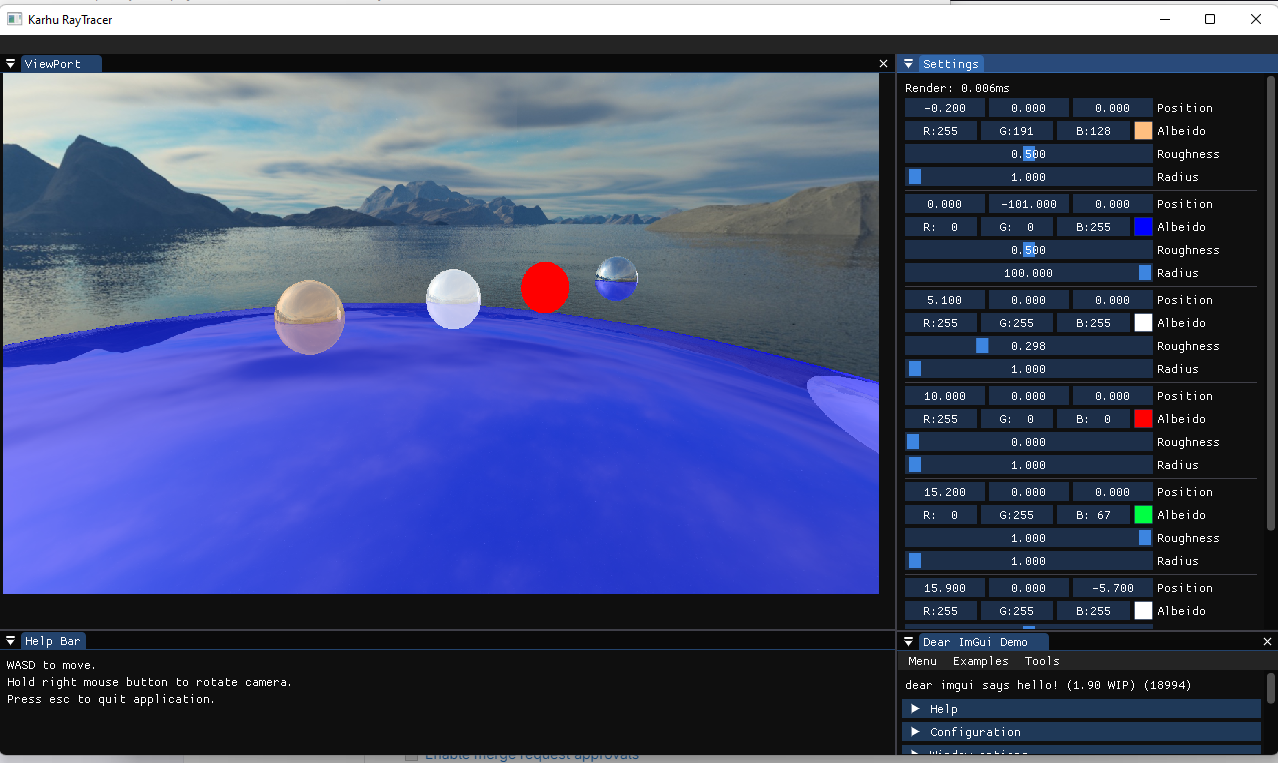 Karhu RayTracer
ViewPort
Settings
Render: 0.006ms
-0.200 0.000 0.000 Position
R:255 G:191 B:128 Albeido
0.500 Roughness
1.000 Radius
0.000 -101.000 0.000 Position
R: 0 G: 0 B:255 Albeido
0.500 Roughness
100.000 Radius
5.100 0.000 0.000 Position
R:255 G:255 B:255 Albeido
0.298 Roughness
1.000 Radius
10.000 0.000 0.000 Position
R:255 G: 0 B: 0 Albeido
0.000 Roughness
1.000 Radius
15.200 0.000 0.000 Position
R: 0 G:255 B: 67 Albeido
1.000 Roughness
1.000 Radius
15.900 0.000 -5.700 Position
R:255 G:255 B:255 Albeido
Help Bar
WASD to move.
Hold right mouse button to rotate camera.
Press esc to quit application.
Dear ImGui Demo
Menu Examples Tools
dear imgui says hello! (1.90 WIP) (18994)
Help
Configuration
Window options
Enable merge request approvals